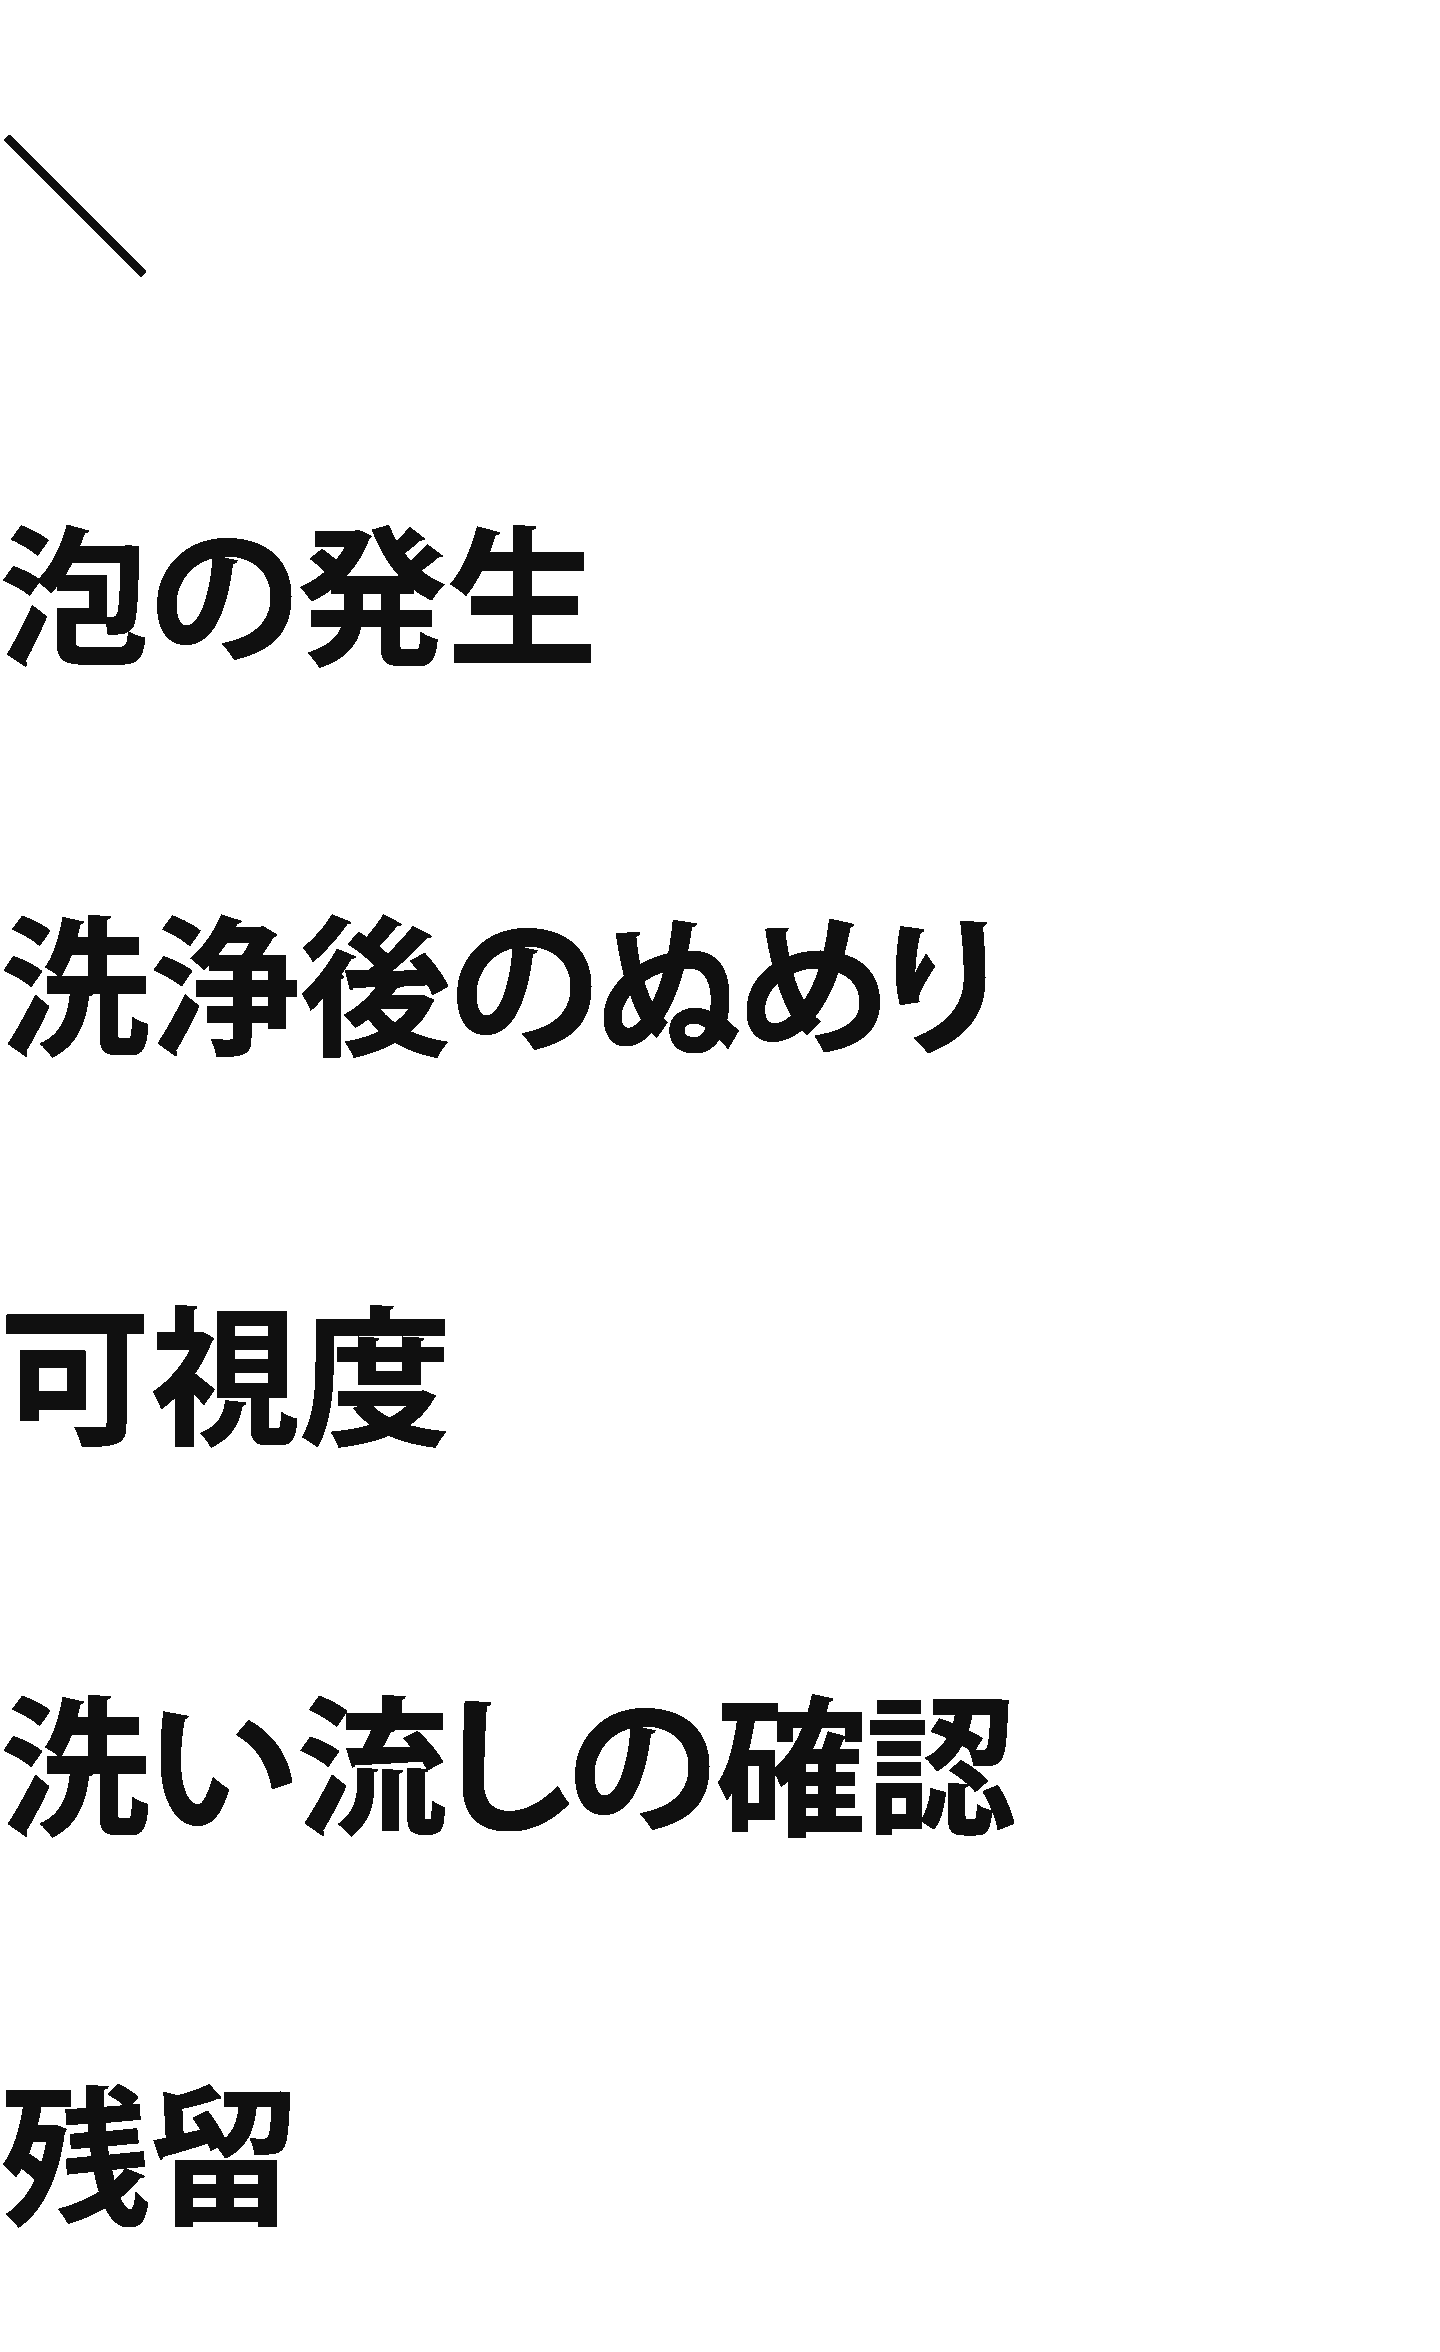 ＼
泡の発生
洗浄後のぬめり
可視度
洗い流しの確認
残留